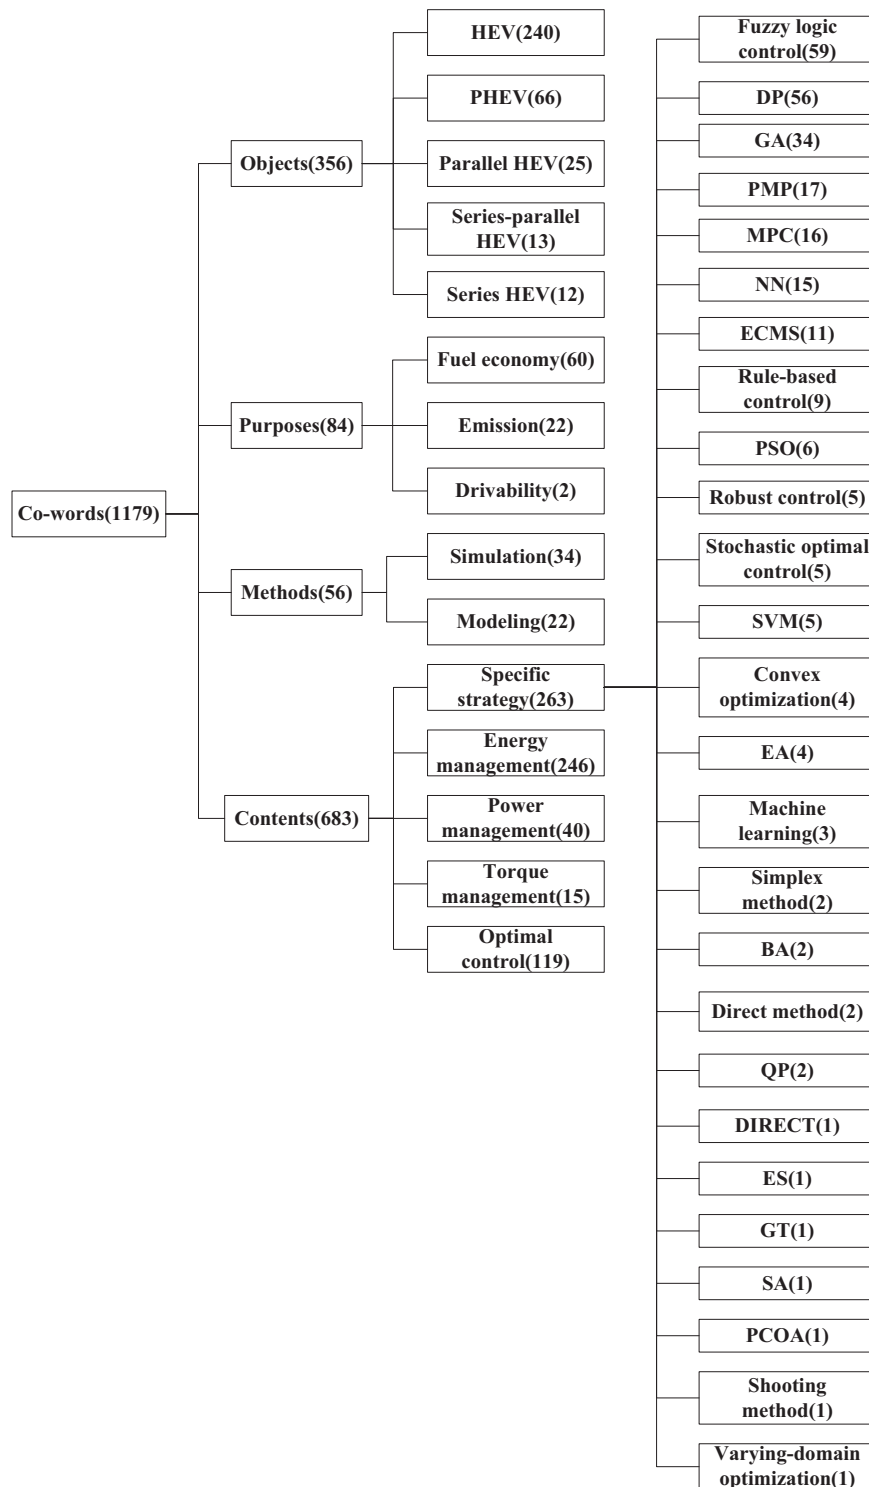 Co-words(1179)
Objects(356)
Purposes(84)
Methods(56)
Contents(683)
HEV(240)
PHEV(66)
Parallel HEV(25)
Series-parallel
HEV(13)
Series HEV(12)
Fuel economy(60)
Emission(22)
Drivability(2)
Simulation(34)
Modeling(22)
Specific
strategy(263)
Energy
management(246)
Power
management(40)
Torque
management(15)
Optimal
control(119)
Fuzzy logic
control(59)
DP(56)
GA(34)
PMP(17)
MPC(16)
NN(15)
ECMS(11)
Rule-based
control(9)
PSO(6)
Robust control(5)
Stochastic optimal
control(5)
SVM(5)
Convex
optimization(4)
EA(4)
Machine
learning(3)
Simplex
method(2)
BA(2)
Direct method(2)
QP(2)
DIRECT(1)
ES(1)
GT(1)
SA(1)
PCOA(1)
Shooting
method(1)
Varying-domain
optimization(1)